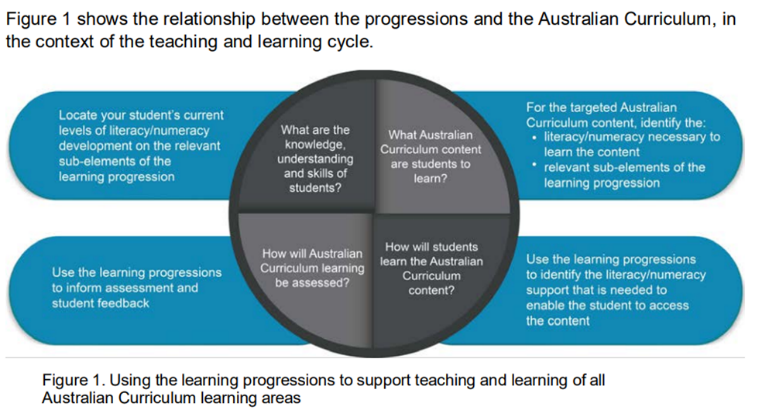 Figure 1 shows the relationship between the progressions and the Australian Curriculum, in
the context of the teaching and learning cycle.
Locate your student's current
levels of literacy/numeracy
development on the relevant
sub-elements of the
learning progression
What are the
knowledge,
understanding
and skills of
students?
What Australian
Curriculum content
are students to
learn?
For the targeted Australian
Curriculum content, identify the:
• literacy/numeracy necessary to
learn the content
• relevant sub-elements of the
learning progression
Use the learning progressions
to inform assessment and
student feedback
How will Australian
Curriculum learning
be assessed?
How will students
learn the Australian
Curriculum
content?
Use the learning progressions
to identify the literacy/numeracy
support that is needed to
enable the student to access
the content
Figure 1. Using the learning progressions to support teaching and learning of all
Australian Curriculum learning areas